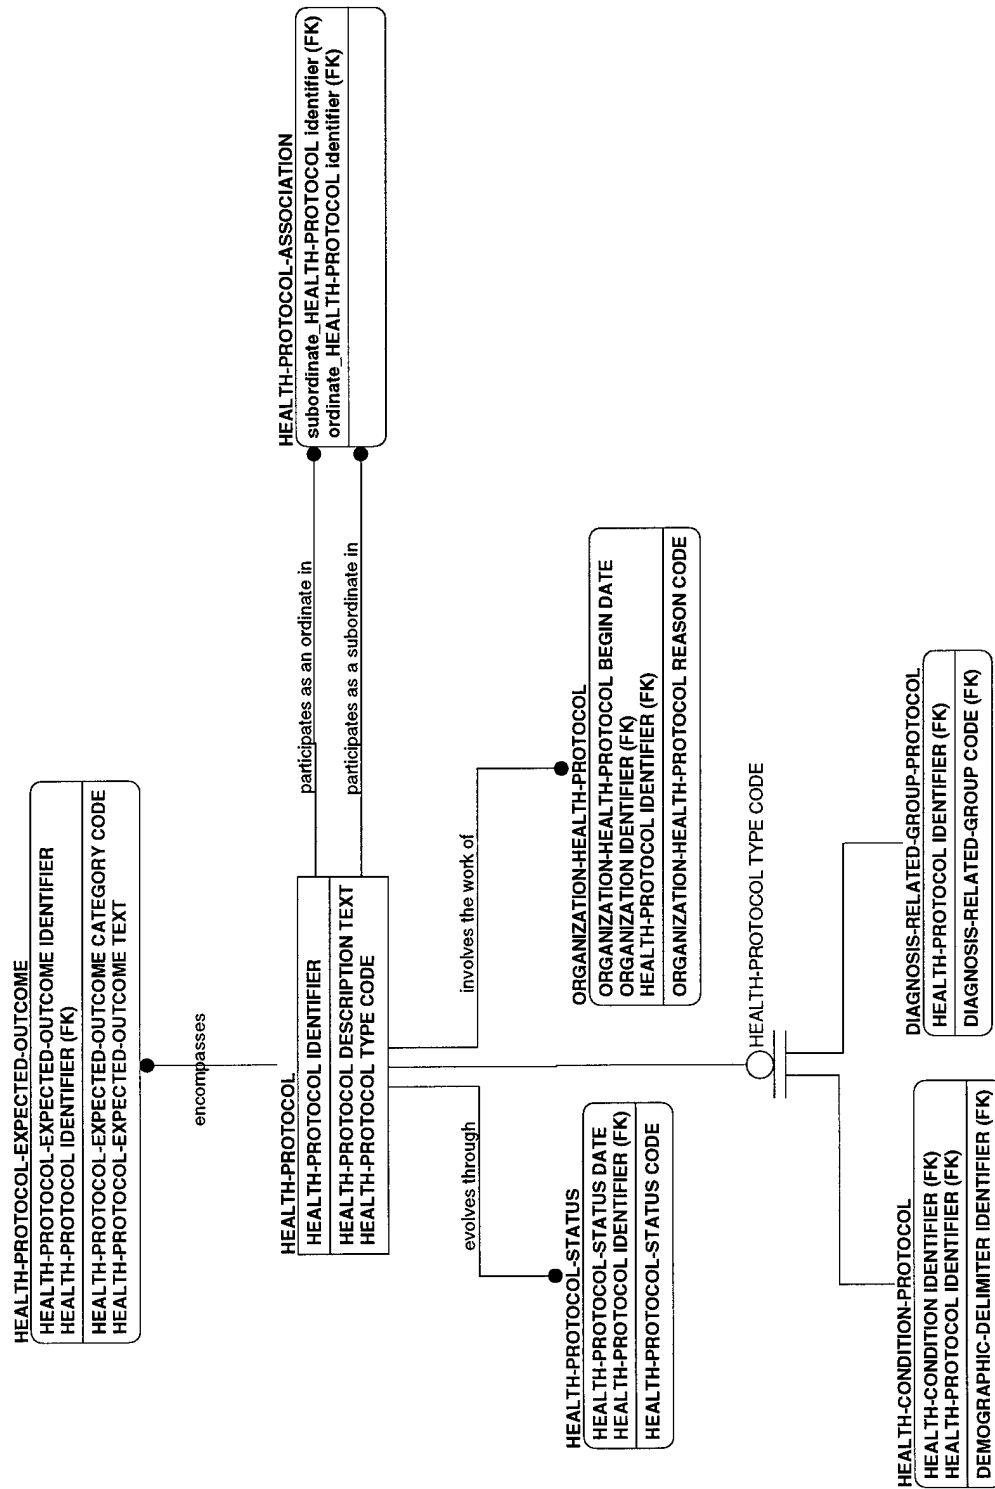 HEALTH-PROTOCOL-EXPECTED-OUTCOME
HEALTH-PROTOCOL-EXPECTED-OUTCOME IDENTIFIER
HEALTH-PROTOCOL IDENTIFIER (FK)
HEALTH-PROTOCOL-EXPECTED-OUTCOME CATEGORY CODE
HEALTH-PROTOCOL-EXPECTED-OUTCOME TEXT
encompasses
HEALTH-PROTOCOL
HEALTH-PROTOCOL IDENTIFIER
HEALTH-PROTOCOL DESCRIPTION TEXT
HEALTH-PROTOCOL TYPE CODE
participates as an ordinate in
participates as a subordinate in
HEALTH-PROTOCOL-ASSOCIATION
subordinate_HEALTH-PROTOCOL identifier (FK)
ordinate_HEALTH-PROTOCOL identifier (FK)
evolves through
involves the work of
HEALTH-PROTOCOL-STATUS
HEALTH-PROTOCOL-STATUS DATE
HEALTH-PROTOCOL IDENTIFIER (FK)
HEALTH-PROTOCOL-STATUS CODE
ORGANIZATION-HEALTH-PROTOCOL
ORGANIZATION-HEALTH-PROTOCOL BEGIN DATE
ORGANIZATION IDENTIFIER (FK)
HEALTH-PROTOCOL IDENTIFIER (FK)
ORGANIZATION-HEALTH-PROTOCOL REASON CODE
HEALTH-PROTOCOL TYPE CODE
HEALTH-CONDITION-PROTOCOL
HEALTH-CONDITION IDENTIFIER (FK)
HEALTH-PROTOCOL IDENTIFIER (FK)
DEMOGRAPHIC-DELIMITER IDENTIFIER (FK)
DIAGNOSIS-RELATED-GROUP-PROTOCOL
HEALTH-PROTOCOL IDENTIFIER (FK)
DIAGNOSIS-RELATED-GROUP CODE (FK)